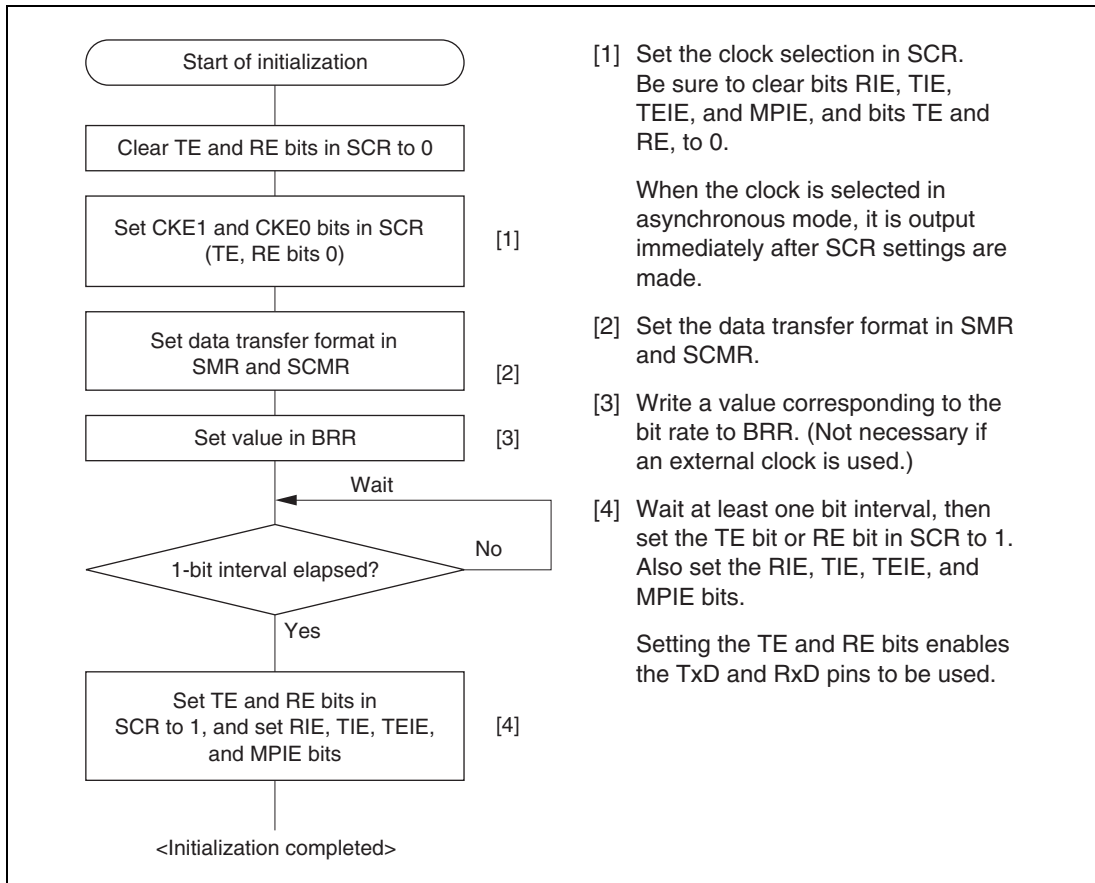 Start of initialization
Clear TE and RE bits in SCR to 0
Set CKE1 and CKE0 bits in SCR
(TE, RE bits 0)
[1]
Set data transfer format in
SMR and SCMR
[2]
Set value in BRR
[3]
Wait
No
1-bit interval elapsed?
Yes
Set TE and RE bits in
SCR to 1, and set RIE, TIE, TEIE,
and MPIE bits
[4]
<Initialization completed>
[1] Set the clock selection in SCR.
Be sure to clear bits RIE, TIE,
TEIE, and MPIE, and bits TE and
RE, to 0.
When the clock is selected in
asynchronous mode, it is output
immediately after SCR settings are
made.
[2] Set the data transfer format in SMR
and SCMR.
[3] Write a value corresponding to the
bit rate to BRR. (Not necessary if
an external clock is used.)
[4] Wait at least one bit interval, then
set the TE bit or RE bit in SCR to 1.
Also set the RIE, TIE, TEIE, and
MPIE bits.
Setting the TE and RE bits enables
the TxD and RxD pins to be used.